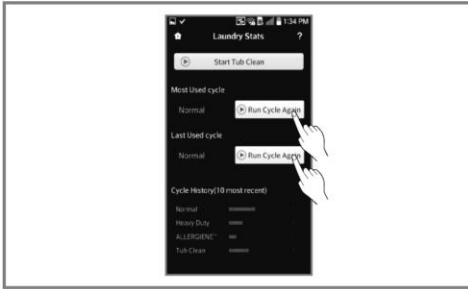 1:34 PM
Laundry Stats ?
Start Tub Clean
Most Used cycle
Normal Run Cycle Again
Last Used cycle
Normal Run Cycle Again
Cycle History(10 most recent)
Normal
Heavy Duty
ALLERGIENE™
Tub Clean